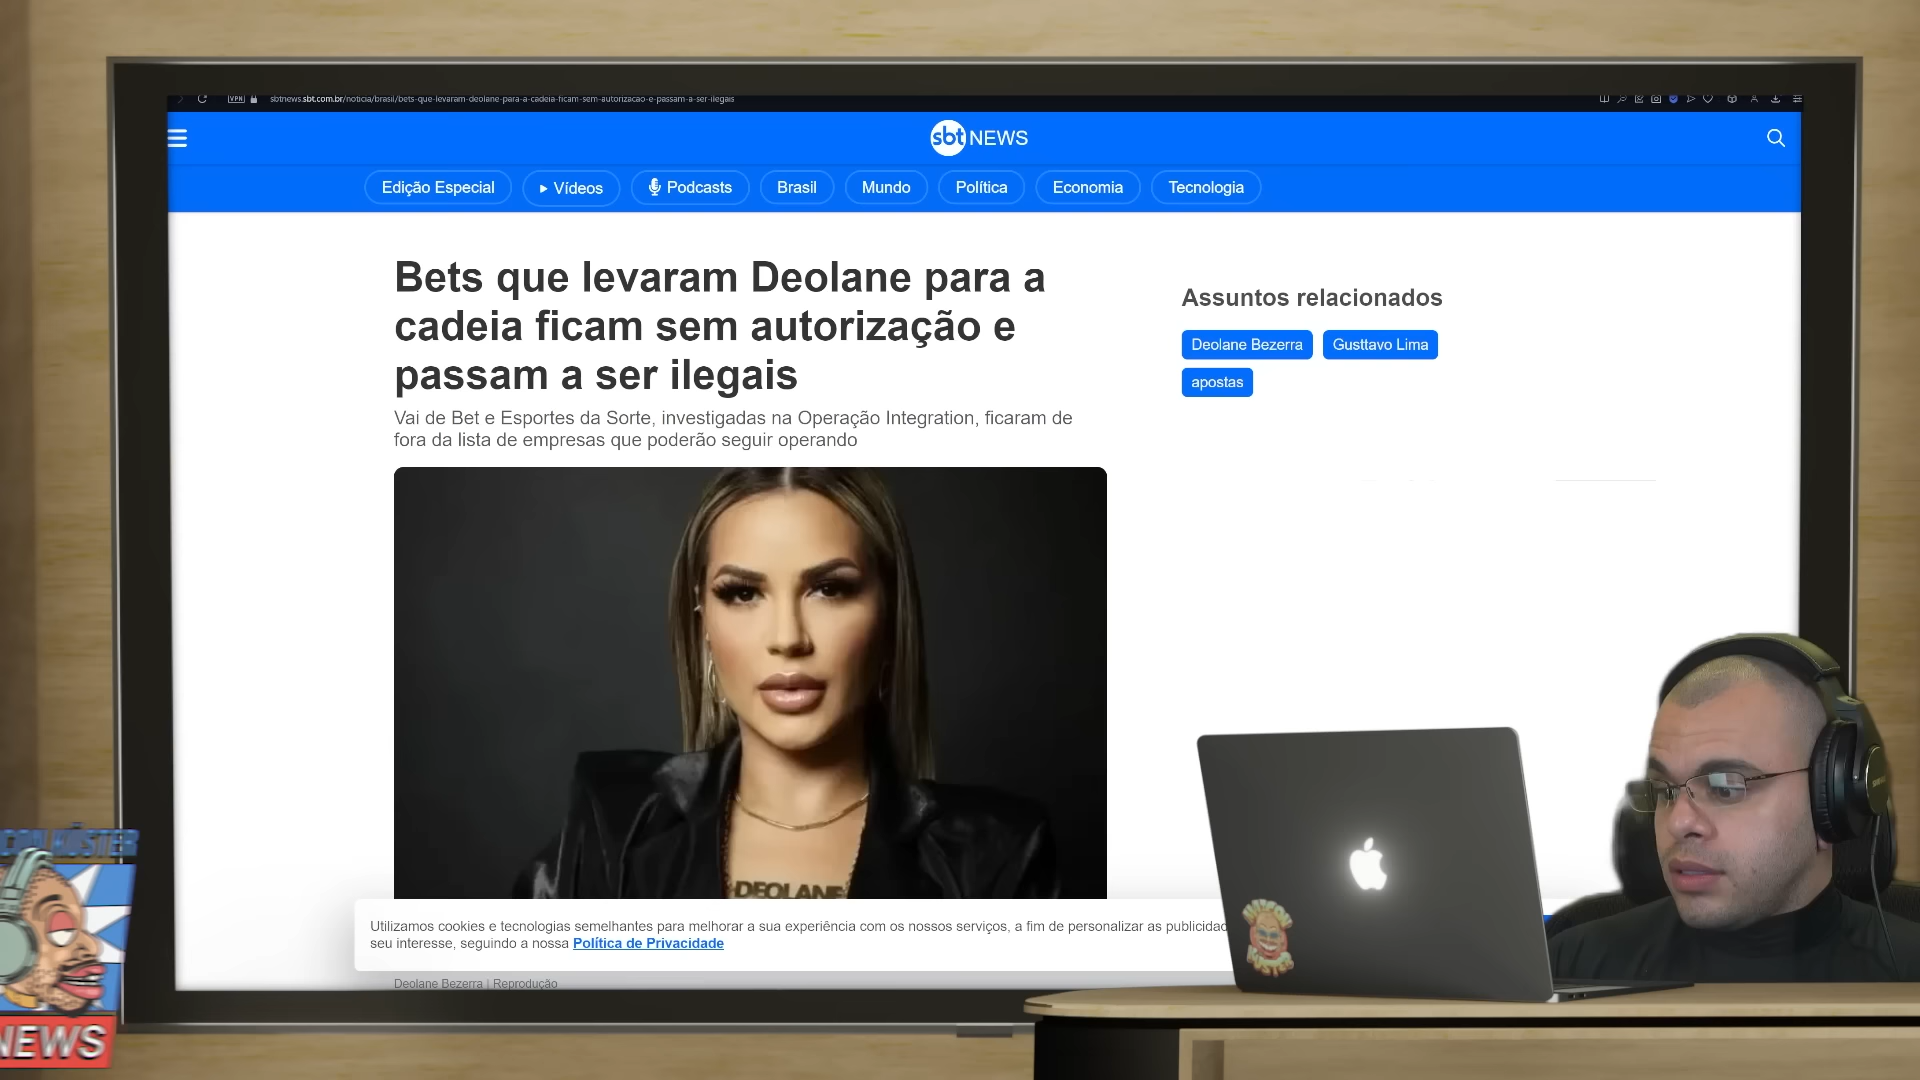 VPN
sbtnews.sbt.com.br/noticia/brasil/bets-que-levaram-deolane-para-a-cadeia-ficam-sem-autorizacao-e-passam-a-ser-ilegais
sbt NEWS
Edição Especial
Vídeos
Podcasts
Brasil
Mundo
Política
Economia
Tecnologia
Bets que levaram Deolane para a
cadeia ficam sem autorização e
passam a ser ilegais
Vai de Bet e Esportes da Sorte, investigadas na Operação Integration, ficaram de
fora da lista de empresas que poderão seguir operando
Assuntos relacionados
Deolane Bezerra
Gusttavo Lima
apostas
DEOLANE
Utilizamos cookies e tecnologias semelhantes para melhorar a sua experiência com os nossos serviços, a fim de personalizar as publicidad
seu interesse, seguindo a nossa Política de Privacidade
Deolane Bezerra | Reprodução
KÜSTER
NEWS